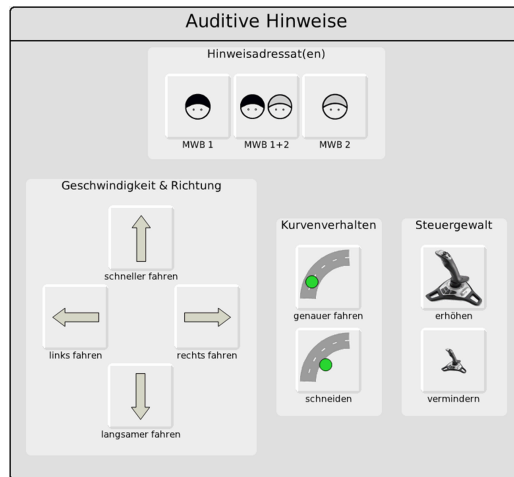 Auditive Hinweise
Hinweisadressat(en)
MWB 1
MWB 1+2
MWB 2
Geschwindigkeit & Richtung
schneller fahren
links fahren
rechts fahren
langsamer fahren
Kurvenverhalten
genauer fahren
schneiden
Steuergewalt
erhöhen
vermindern